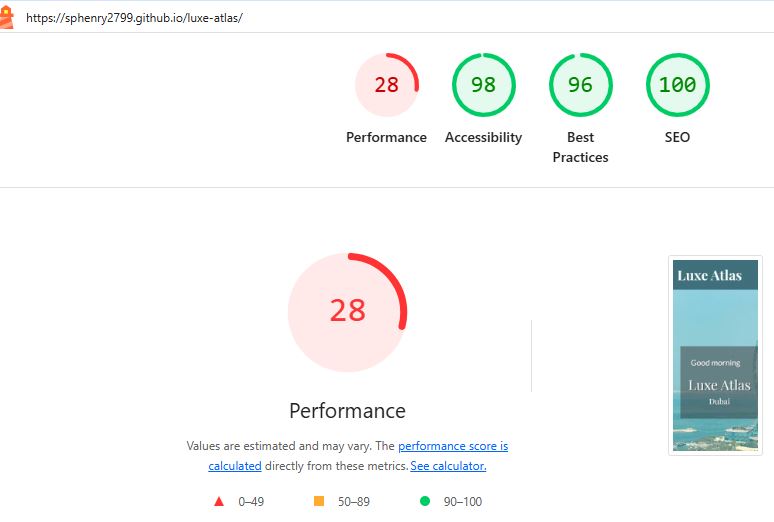 https://sphenry2799.github.io/luxe-atlas/
28 98 96 100
Performance Accessibility Best Practices SEO
28
Performance
Values are estimated and may vary. The performance score is
calculated directly from these metrics. See calculator.
0–49 50–89 90–100
Luxe Atlas
Good morning
Luxe Atlas
Dubai